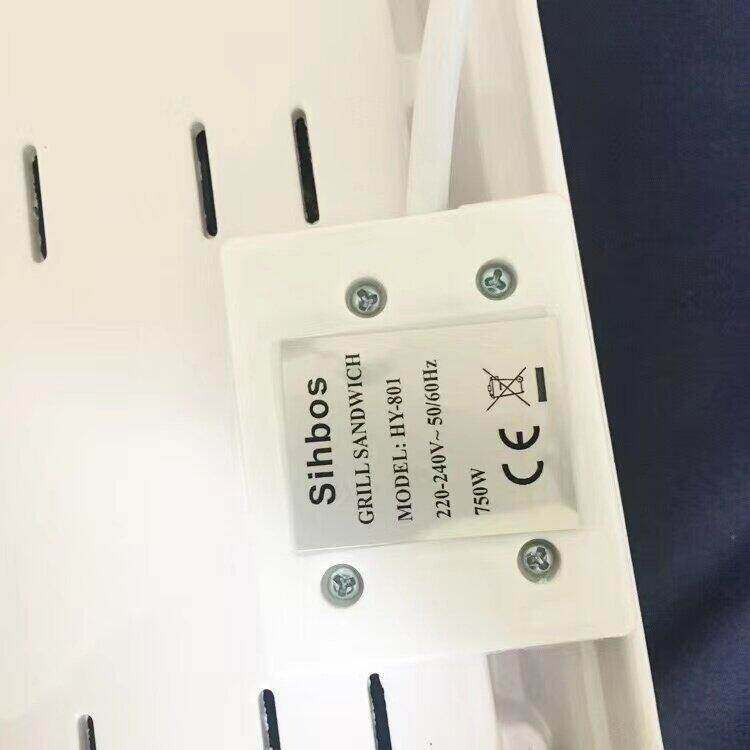 Sihbos
GRILL SANDWICH
MODEL: HY-801
220-240V~ 50/60Hz
750W
CE